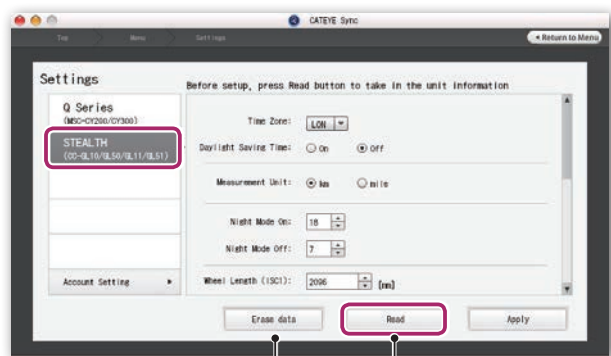 CATEYE Sync
Top Menu Settings
Return to Menu
Settings
Before setup, press Read button to take in the unit information
Q Series
(MSC-CY200/CY300)
STEALTH
(CC-GL10/GL50/GL11/GL51)
Account Setting
Time Zone: LON
Daylight Saving Time: On Off
Measurement Unit: km mile
Night Mode On: 18
Night Mode Off: 7
Wheel Length (ISC1): 2096 [mm]
Erase data Read Apply